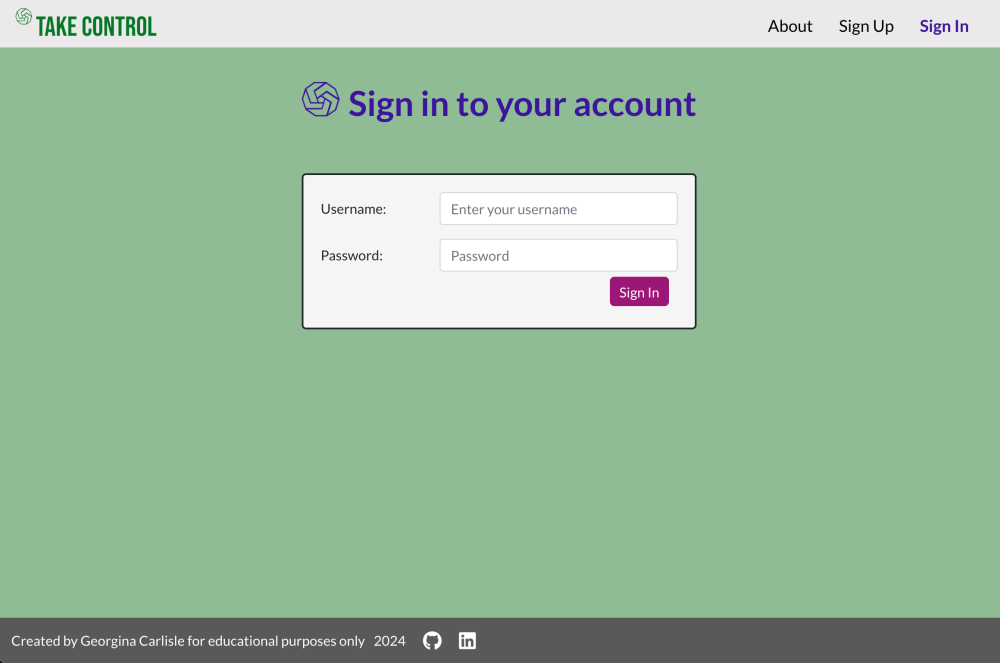 TAKE CONTROL
About
Sign Up
Sign In
Sign in to your account
Username:
Enter your username
Password:
Password
Sign In
Created by Georgina Carlisle for educational purposes only 2024
in